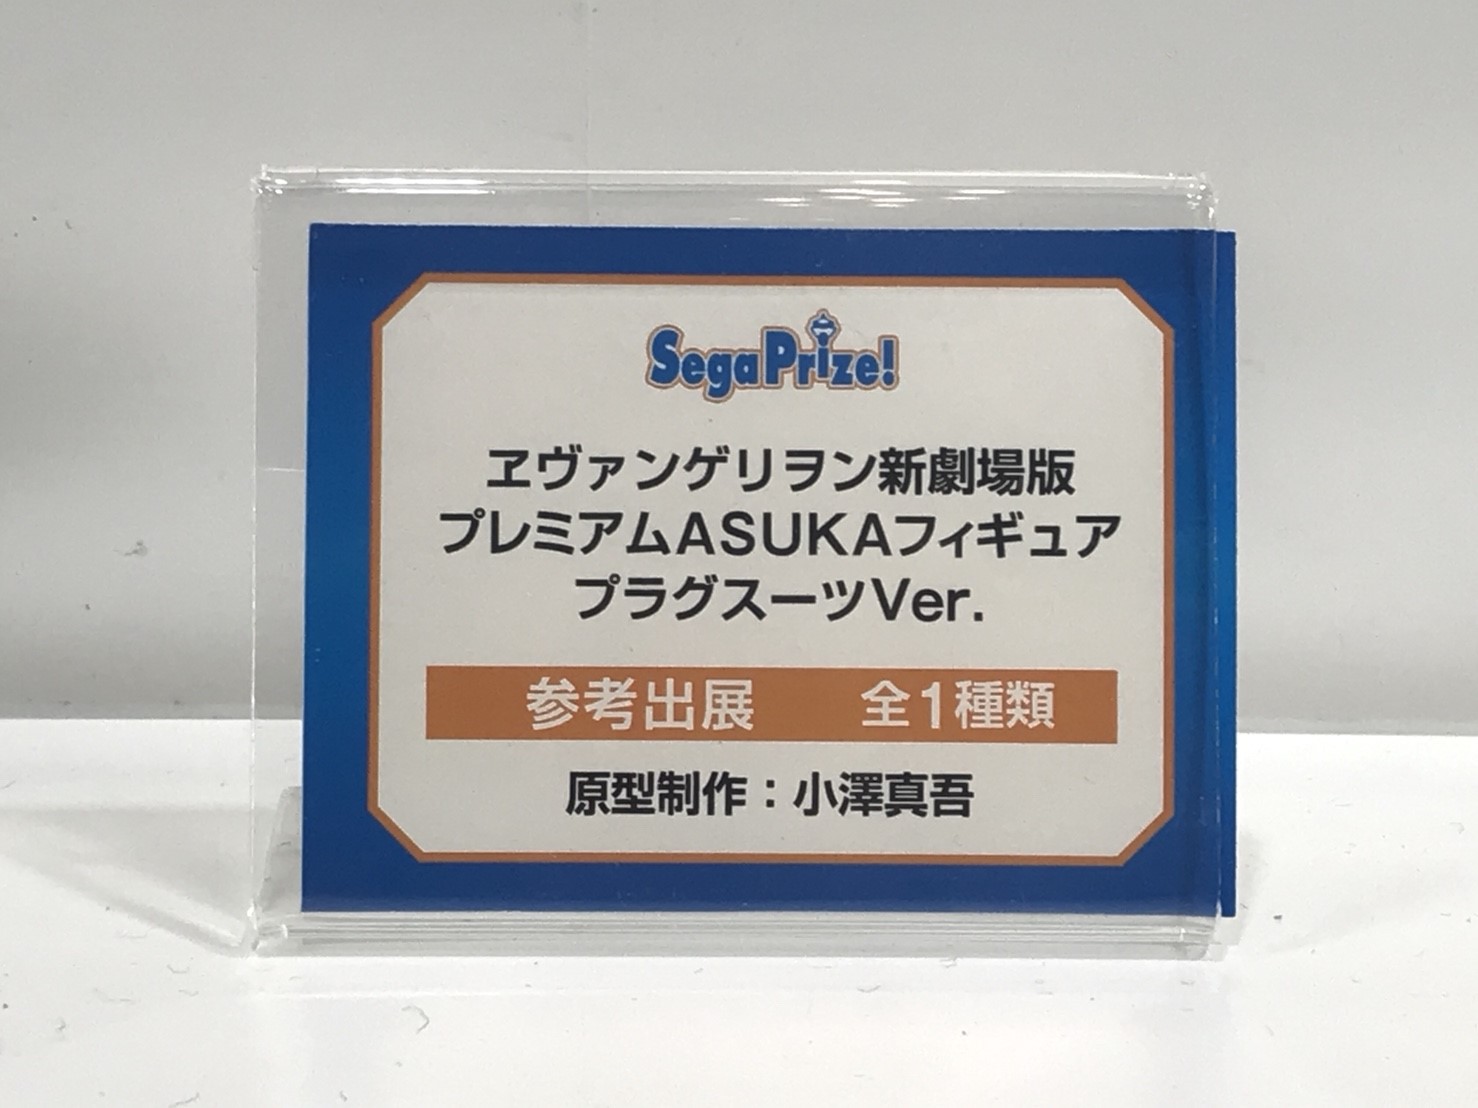 SegaPrize!
ヱヴァンゲリヲン新劇場版
プレミアムASUKAフィギュア
プラグスーツVer.
参考出展　全1種類
原型制作：小澤真吾